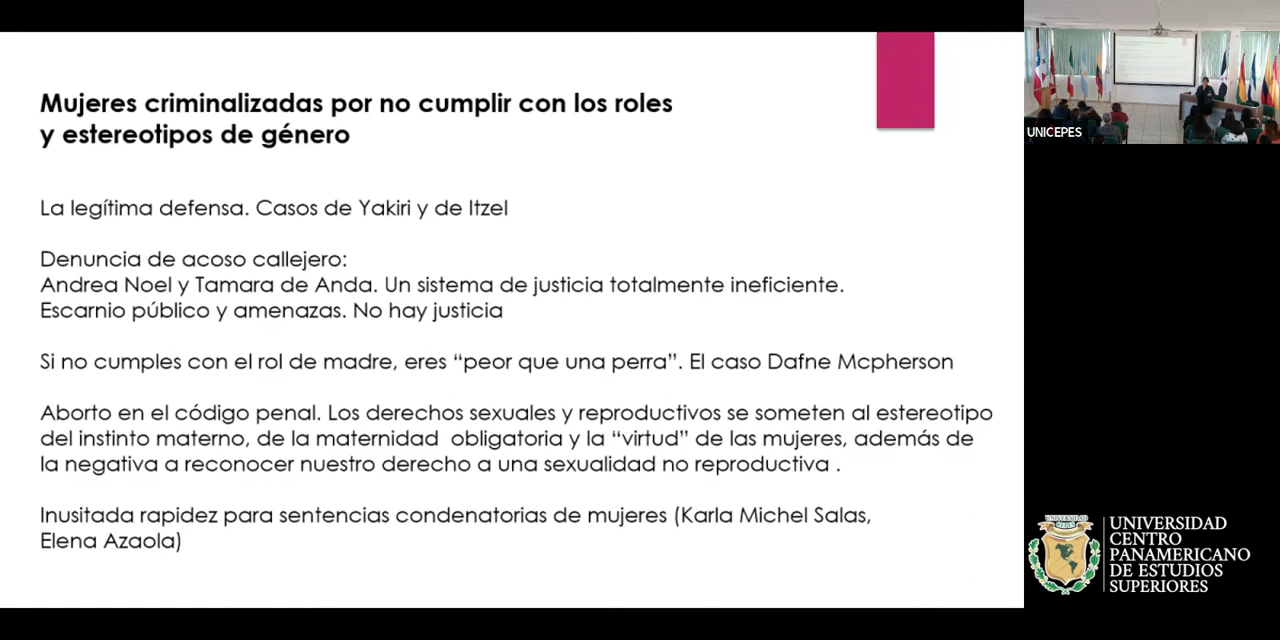 Mujeres criminalizadas por no cumplir con los roles
y estereotipos de género
La legítima defensa. Casos de Yakiri y de Itzel
Denuncia de acoso callejero:
Andrea Noel y Tamara de Anda. Un sistema de justicia totalmente ineficiente.
Escarnio público y amenazas. No hay justicia
Si no cumples con el rol de madre, eres “peor que una perra”. El caso Dafne Mcpherson
Aborto en el código penal. Los derechos sexuales y reproductivos se someten al estereotipo
del instinto materno, de la maternidad obligatoria y la “virtud” de las mujeres, además de
la negativa a reconocer nuestro derecho a una sexualidad no reproductiva .
Inusitada rapidez para sentencias condenatorias de mujeres (Karla Michel Salas,
Elena Azaola)
UNICEPES
UNIVERSIDAD
CENTRO
PANAMERICANO
DE ESTUDIOS
SUPERIORES